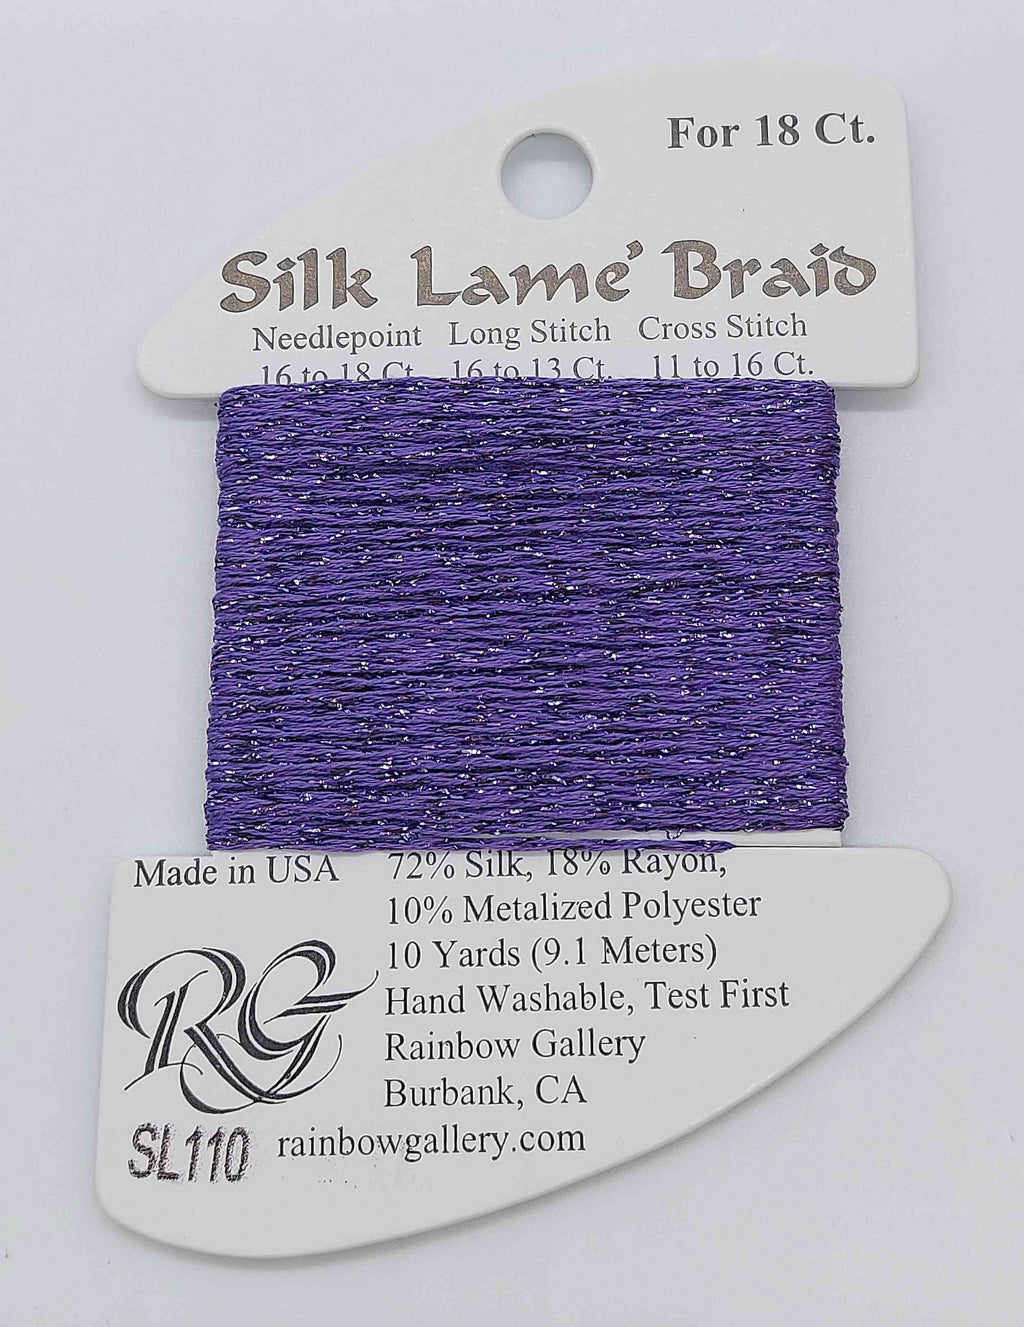 For 18 Ct.
Silk Lamé Braid
Needlepoint Long Stitch Cross Stitch
16 to 18 Ct. 16 to 13 Ct. 11 to 16 Ct.
Made in USA
72% Silk, 18% Rayon,
10% Metalized Polyester
10 Yards (9.1 Meters)
Hand Washable, Test First
Rainbow Gallery
Burbank, CA
RG
SL110
rainbowgallery.com